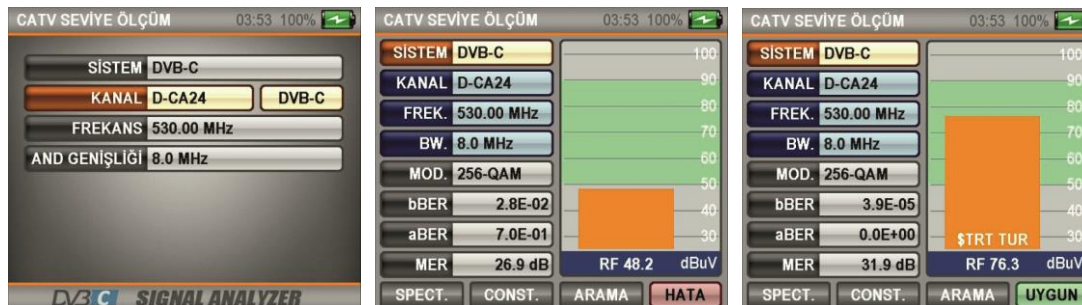 CATV SEVİYE ÖLÇÜM 03:53 100%
SİSTEM DVB-C
KANAL D-CA24 DVB-C
FREKANS 530.00 MHz
AND GENİŞLİĞİ 8.0 MHz
DVB C SIGNAL ANALYZER
CATV SEVİYE ÖLÇÜM 03:53 100%
SİSTEM DVB-C
KANAL D-CA24
FREK. 530.00 MHz
BW. 8.0 MHz
MOD. 256-QAM
bBER 2.8E-02
aBER 7.0E-01
MER 26.9 dB
100
90
80
70
60
50
40
30
RF 48.2 dBuV
SPECT. CONST. ARAMA HATA
CATV SEVİYE ÖLÇÜM 03:53 100%
SİSTEM DVB-C
KANAL D-CA24
FREK. 530.00 MHz
BW. 8.0 MHz
MOD. 256-QAM
bBER 3.9E-05
aBER 0.0E+00
MER 31.9 dB
100
90
80
70
60
50
40
30
$TRT TUR
RF 76.3 dBuV
SPECT. CONST. ARAMA UYGUN